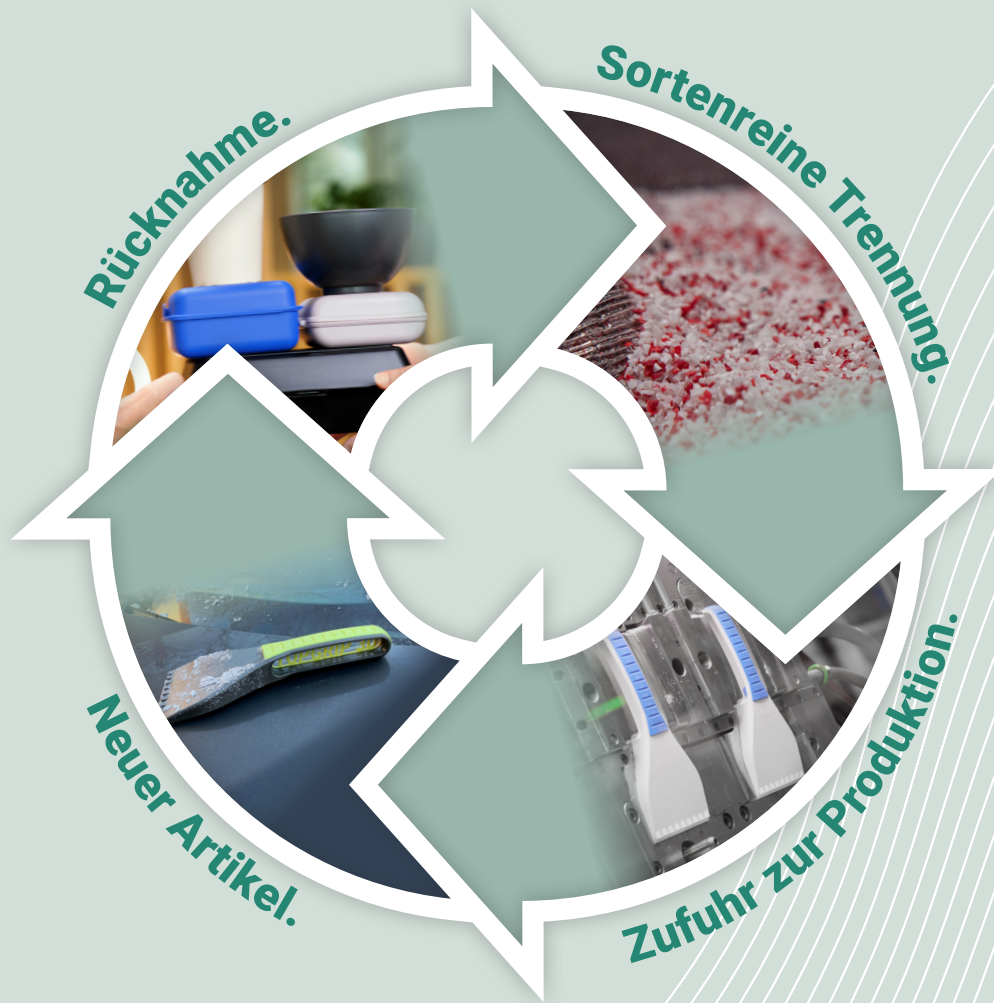 Rücknahme.
Sortenreine Trennung.
Zufuhr zur Produktion.
Neuer Artikel.